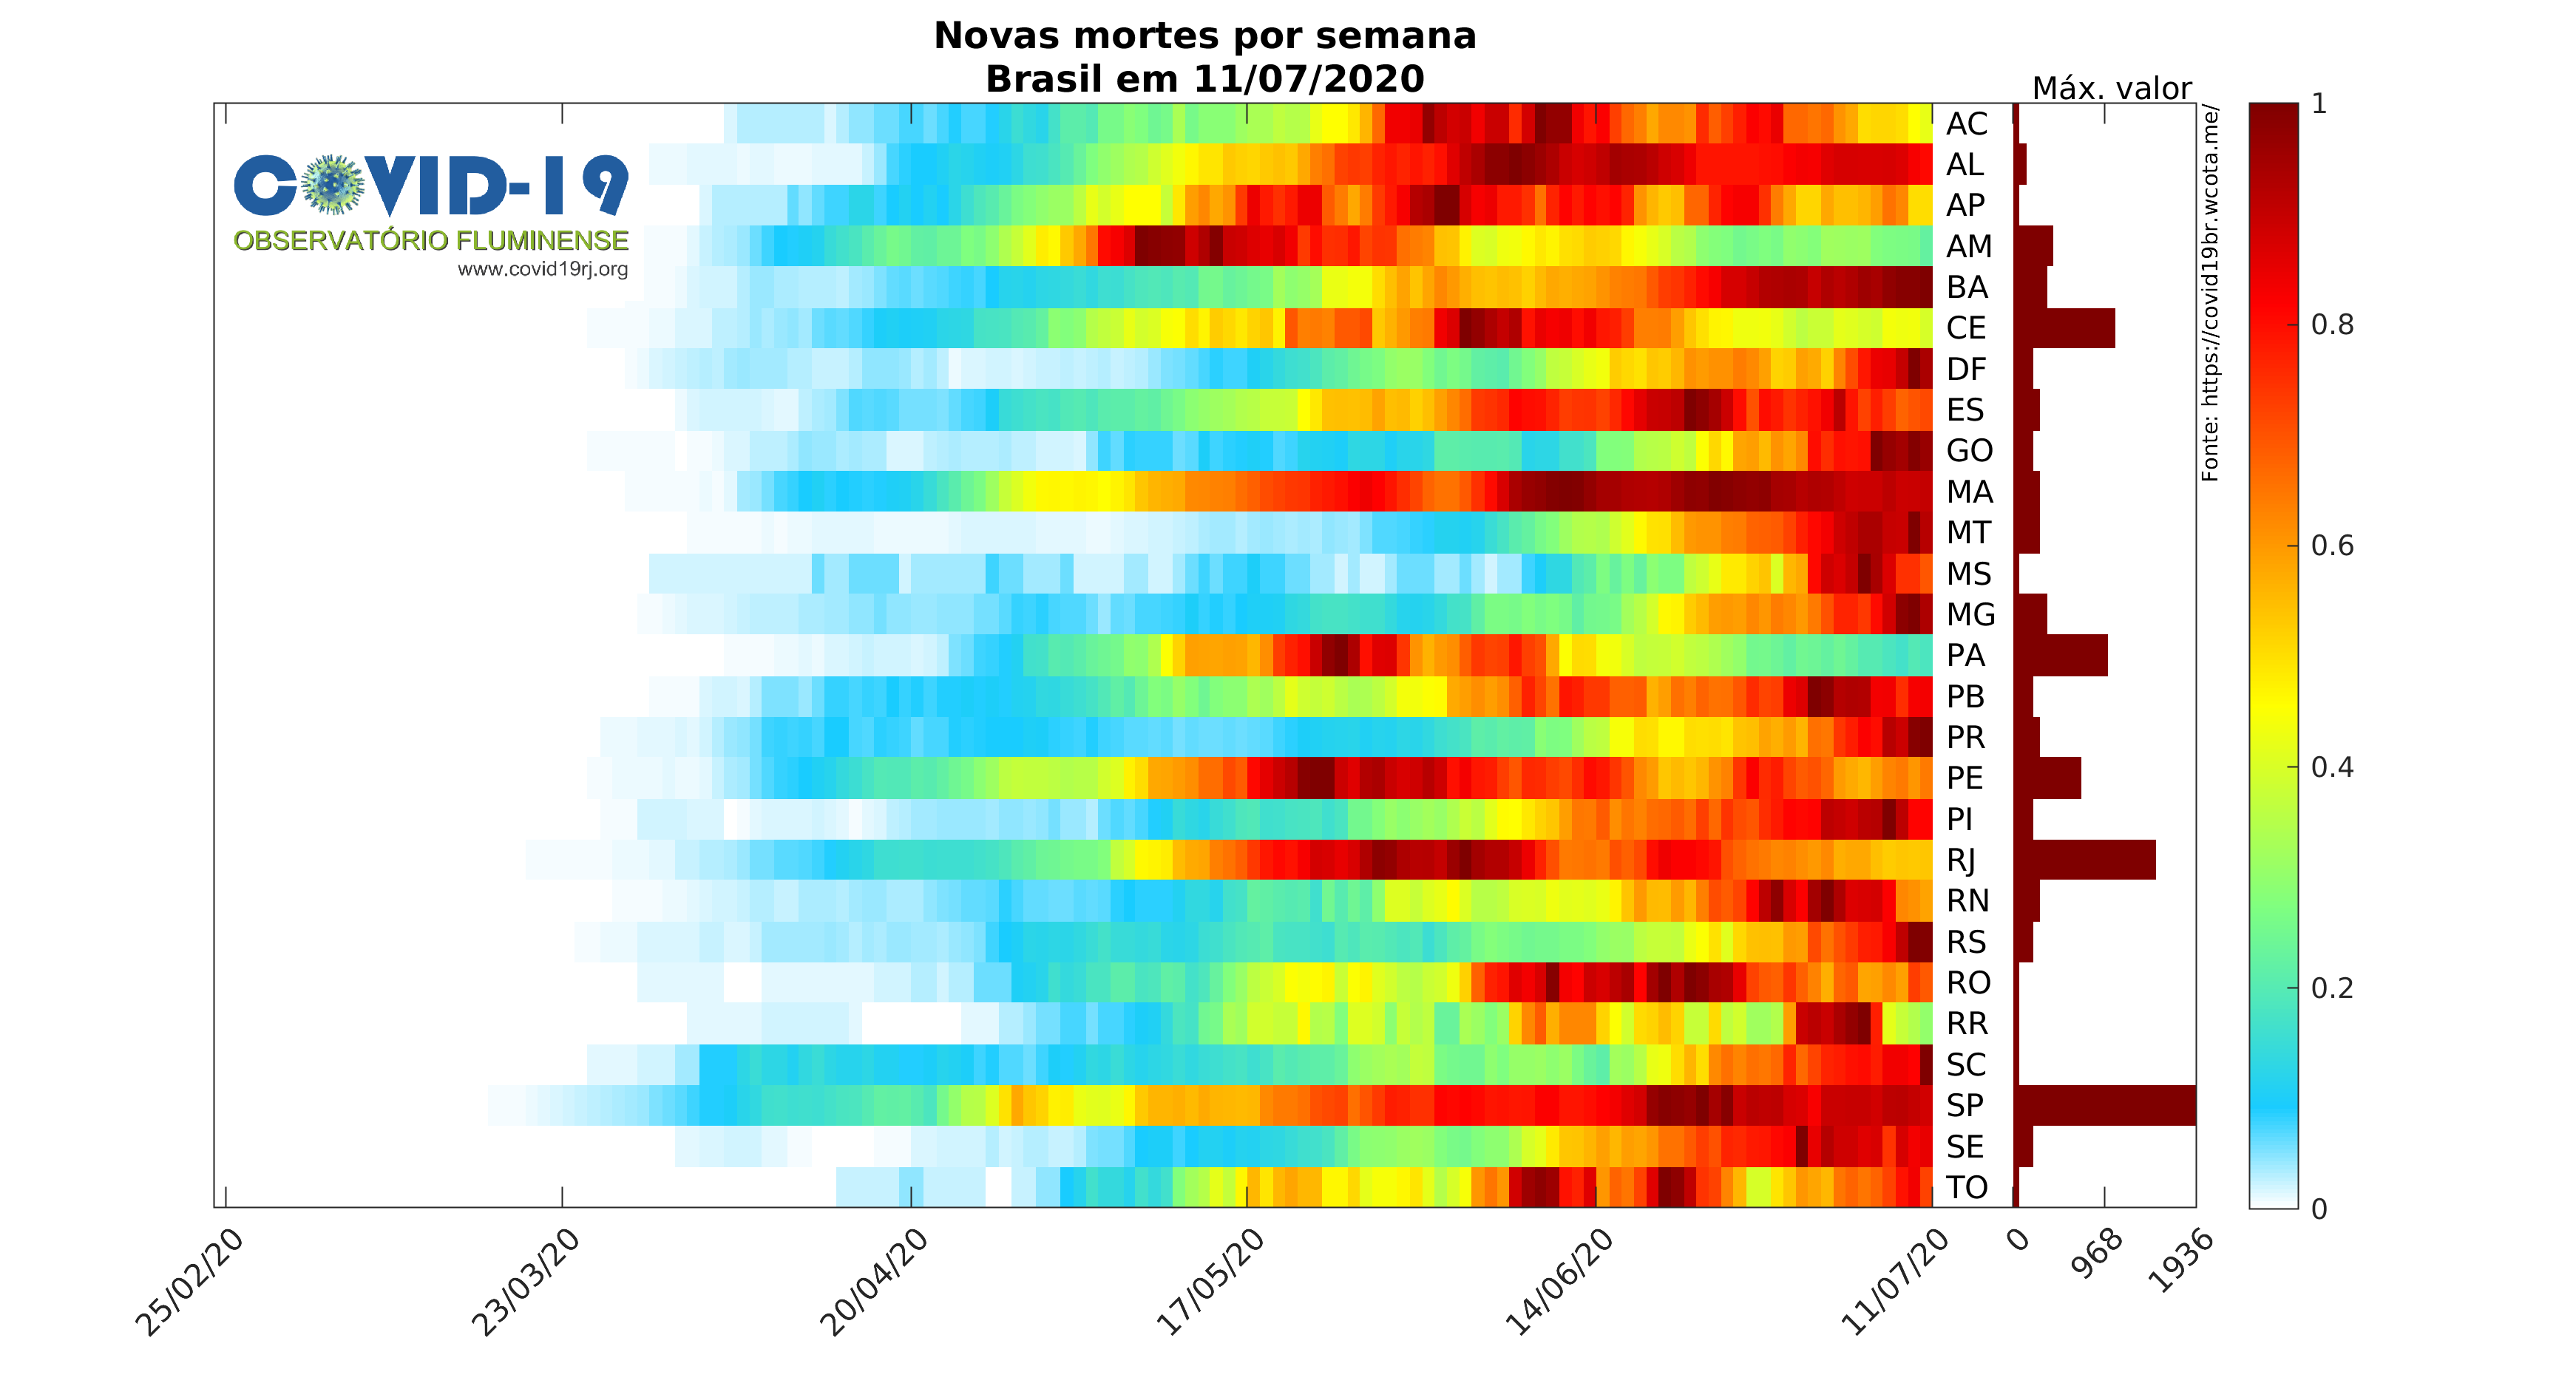 Novas mortes por semana
Brasil em 11/07/2020
Máx. valor
COVID-19
OBSERVATÓRIO FLUMINENSE
www.covid19rj.org
AC
AL
AP
AM
BA
CE
DF
ES
GO
MA
MT
MS
MG
PA
PB
PR
PE
PI
RJ
RN
RS
RO
RR
SC
SP
SE
TO
Fonte: https://covid19br.wcota.me/
1
0.8
0.6
0.4
0.2
0
25/02/20
23/03/20
20/04/20
17/05/20
14/06/20
11/07/20
0
968
1936